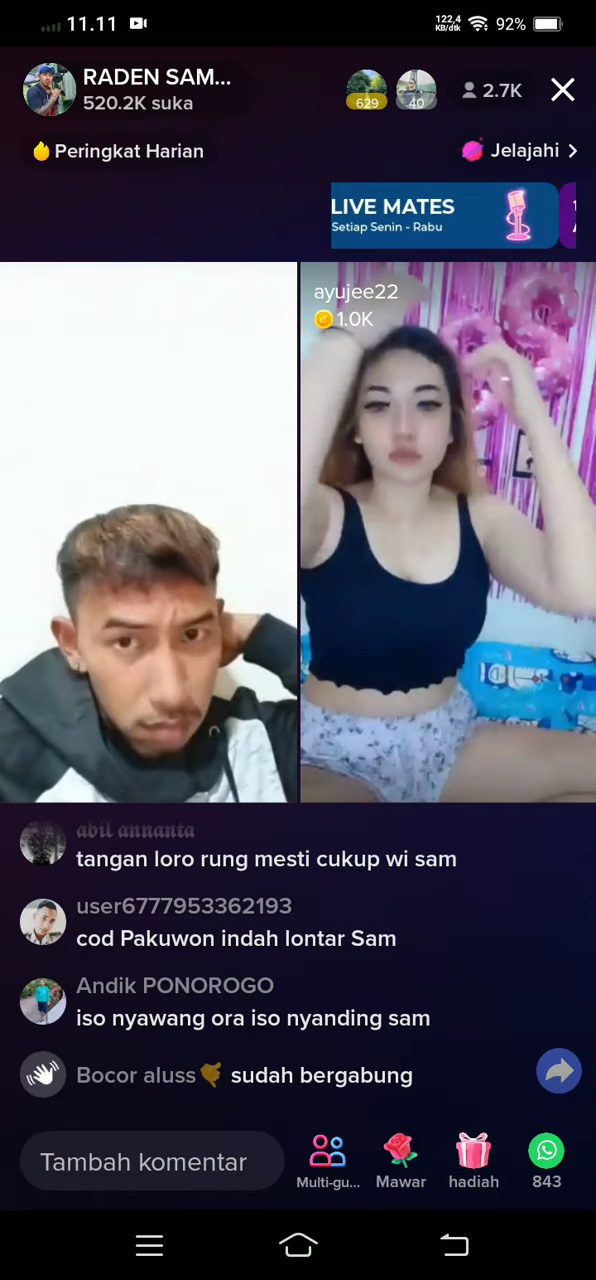 11.11
122,4
KB/dtk
92%
RADEN SAM...
520.2K suka
629
40
2.7K
Peringkat Harian
Jelajahi
LIVE MATES
Setiap Senin - Rabu
ayujee22
1.0K
abil annanta
tangan loro rung mesti cukup wi sam
user6777953362193
cod Pakuwon indah lontar Sam
Andik PONOROGO
iso nyawang ora iso nyanding sam
Bocor aluss sudah bergabung
Tambah komentar
Multi-gu...
Mawar
hadiah
843